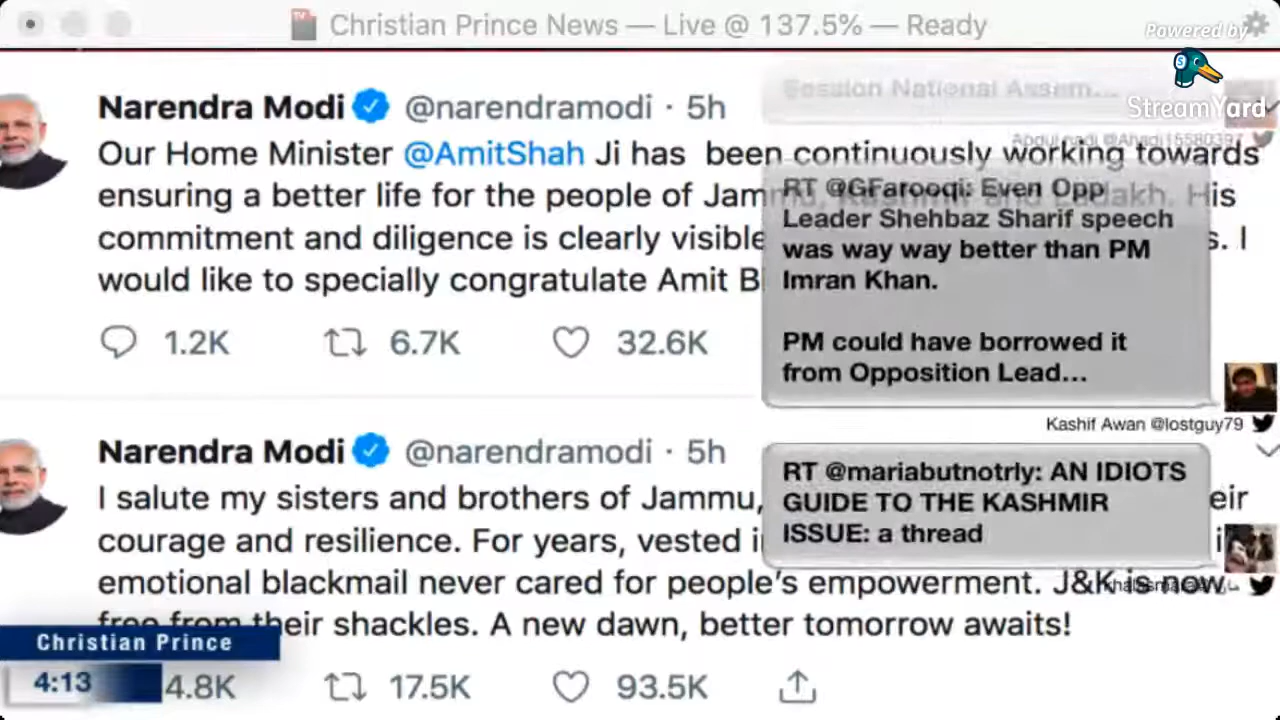 Christian Prince News — Live @ 137.5% — Ready
Powered by
StreamYard
Narendra Modi @narendramodi · 5h
Our Home Minister @AmitShah Ji has been continuously working towards
ensuring a better life for the people of Jammu, Kashmir and Ladakh. His
commitment and diligence is clearly visible
s. I
would like to specially congratulate Amit B
1.2K 6.7K 32.6K
Session National Assem...
RT @GFarooqi: Even Opp
Leader Shehbaz Sharif speech
was way way better than PM
Imran Khan.
PM could have borrowed it
from Opposition Lead...
Kashif Awan @lostguy79
Narendra Modi @narendramodi · 5h
I salute my sisters and brothers of Jammu,
eir
courage and resilience. For years, vested i
i
emotional blackmail never cared for people's empowerment. J&K is now
free from their shackles. A new dawn, better tomorrow awaits!
4.8K 17.5K 93.5K
RT @mariabutnotrly: AN IDIOTS
GUIDE TO THE KASHMIR
ISSUE: a thread
Christian Prince
4:13